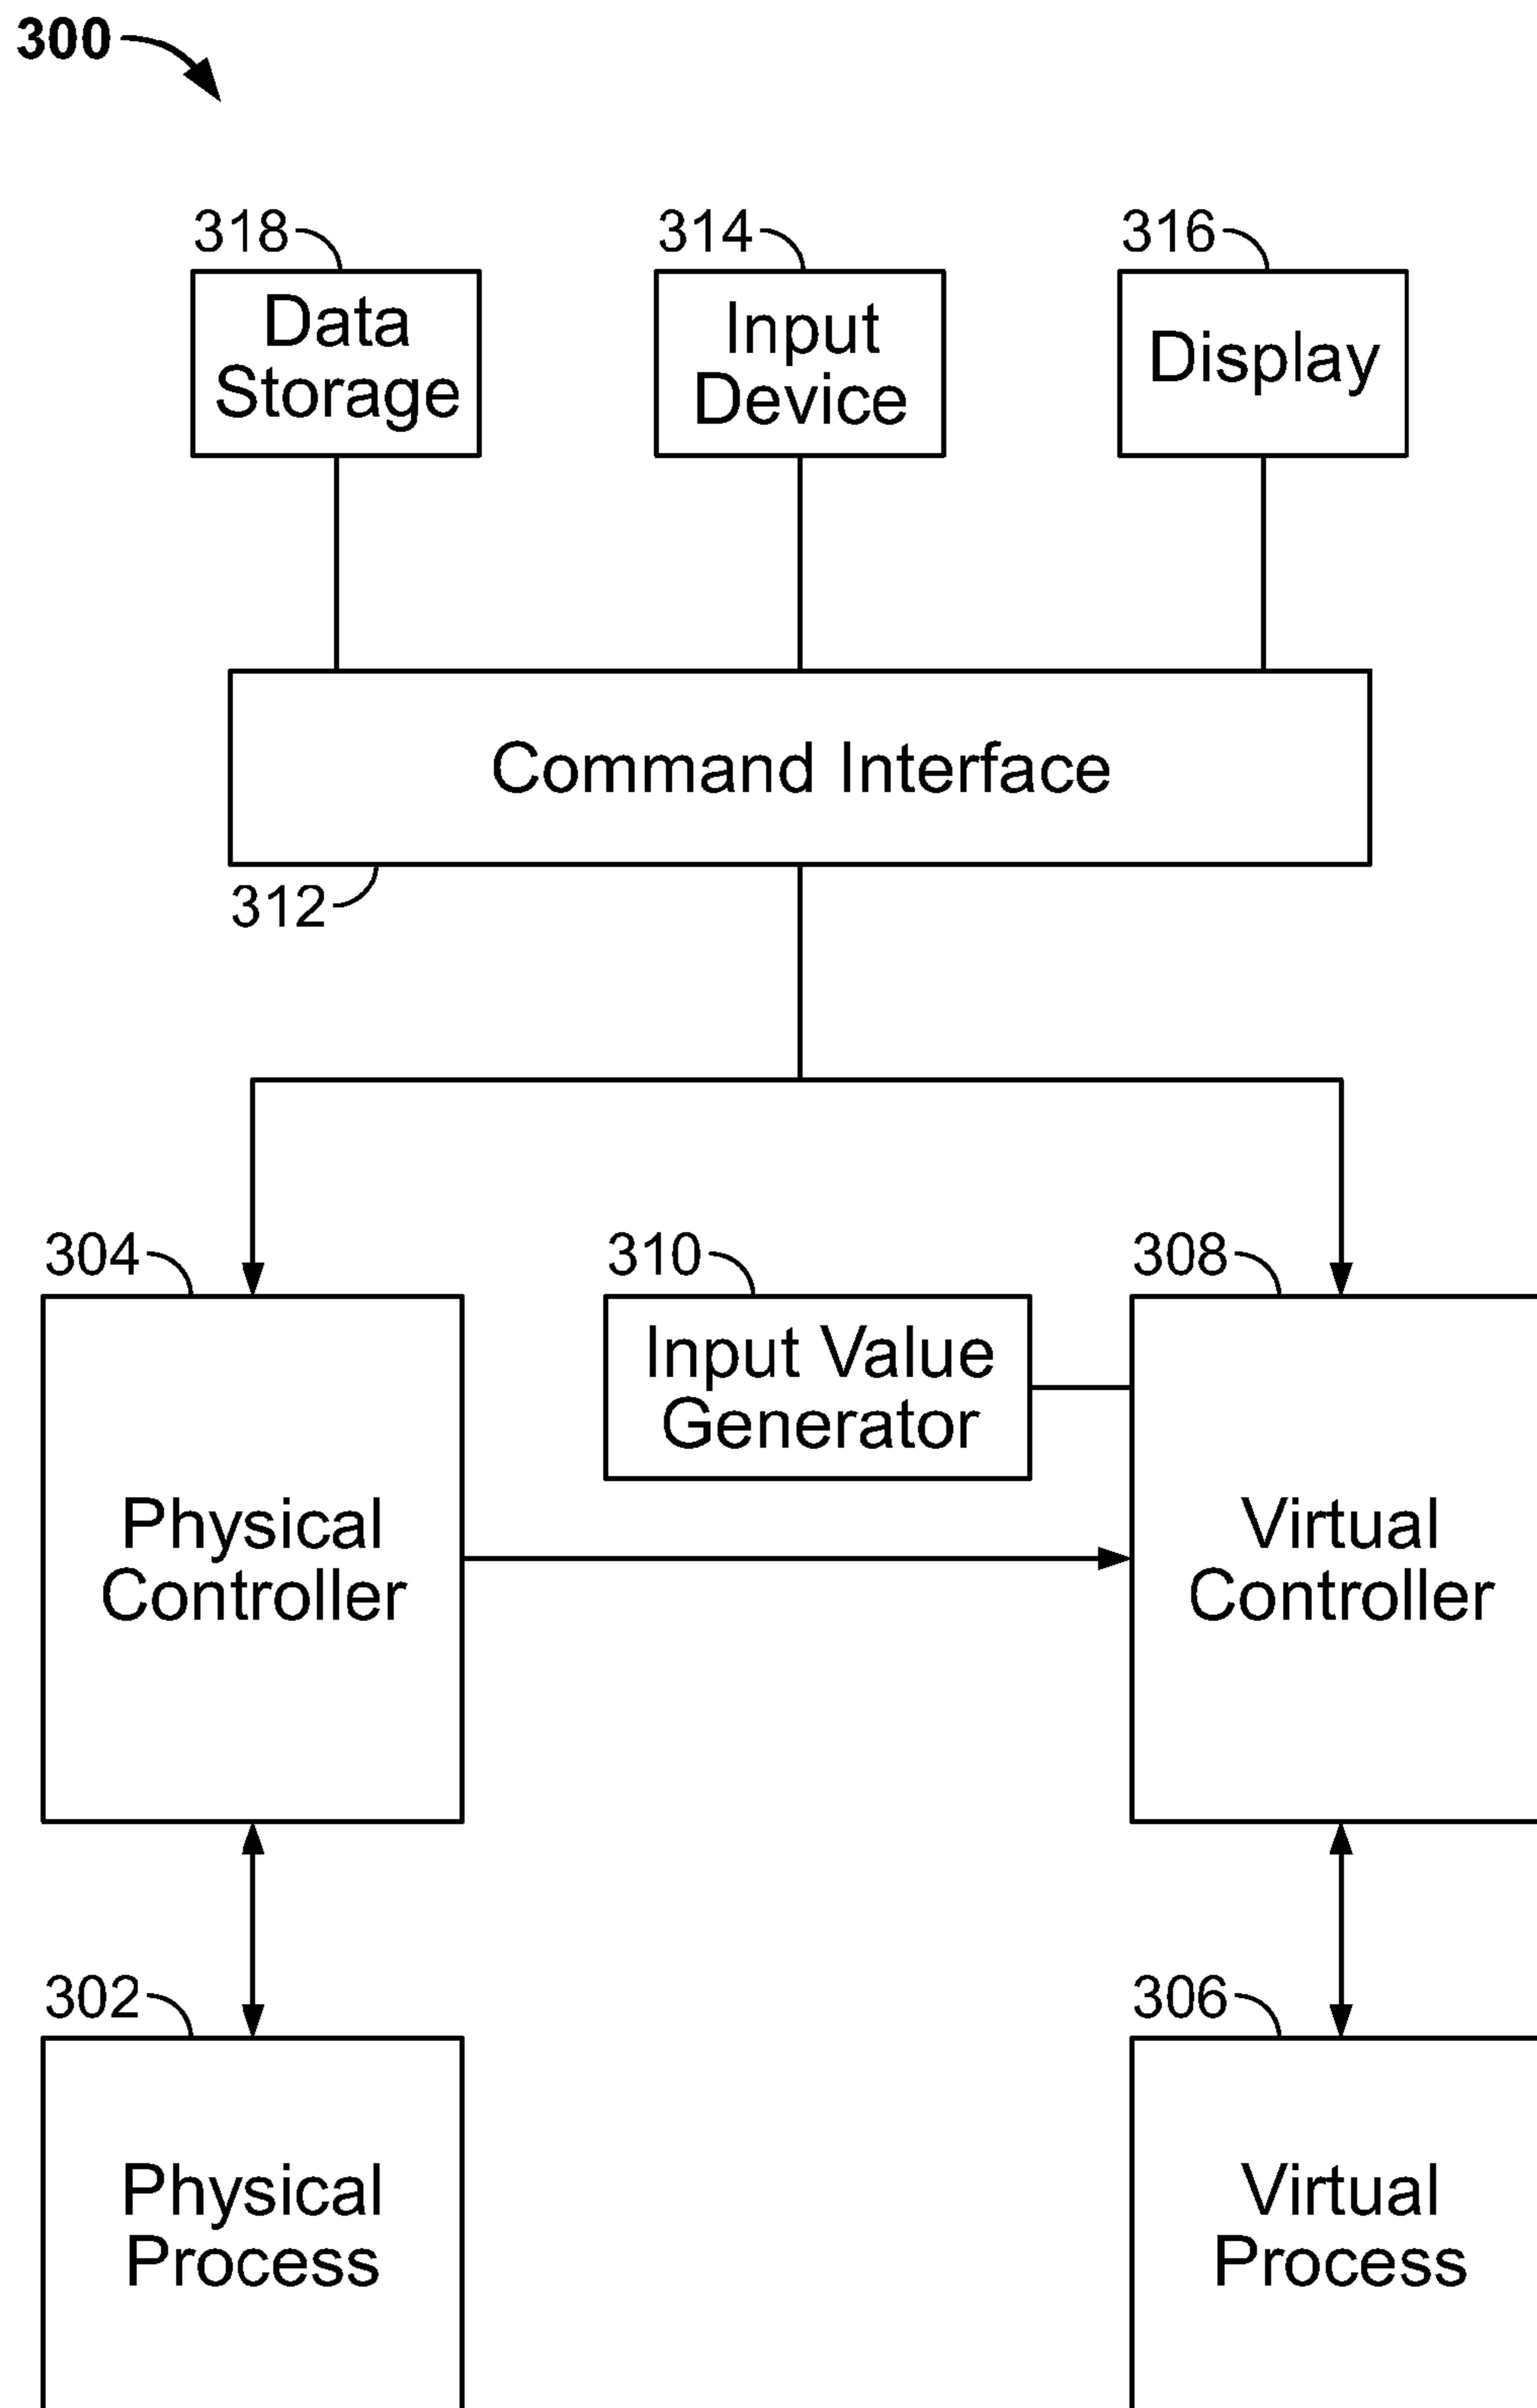 300
318
314
316
Data
Storage
Input
Device
Display
Command Interface
312
304
310
308
Input Value
Generator
Physical
Controller
Virtual
Controller
302
306
Physical
Process
Virtual
Process